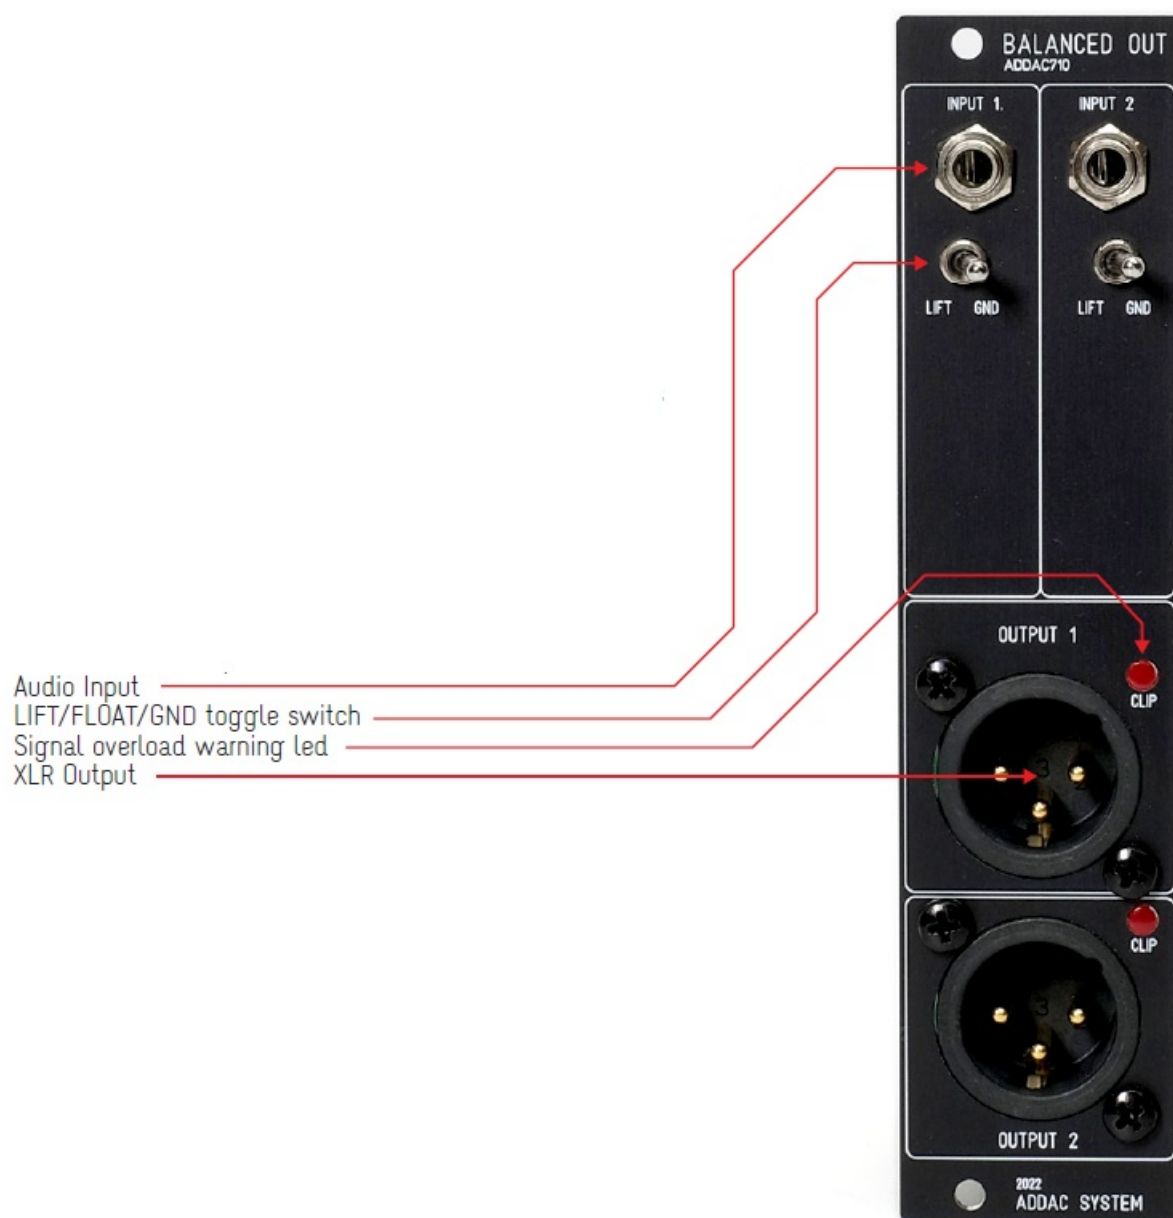 BALANCED OUT
ADDAC710
INPUT 1.
INPUT 2
LIFT GND
LIFT GND
OUTPUT 1
CLIP
Audio Input
LIFT/FLOAT/GND toggle switch
Signal overload warning led
XLR Output
3
CLIP
3
OUTPUT 2
2022
ADDAC SYSTEM